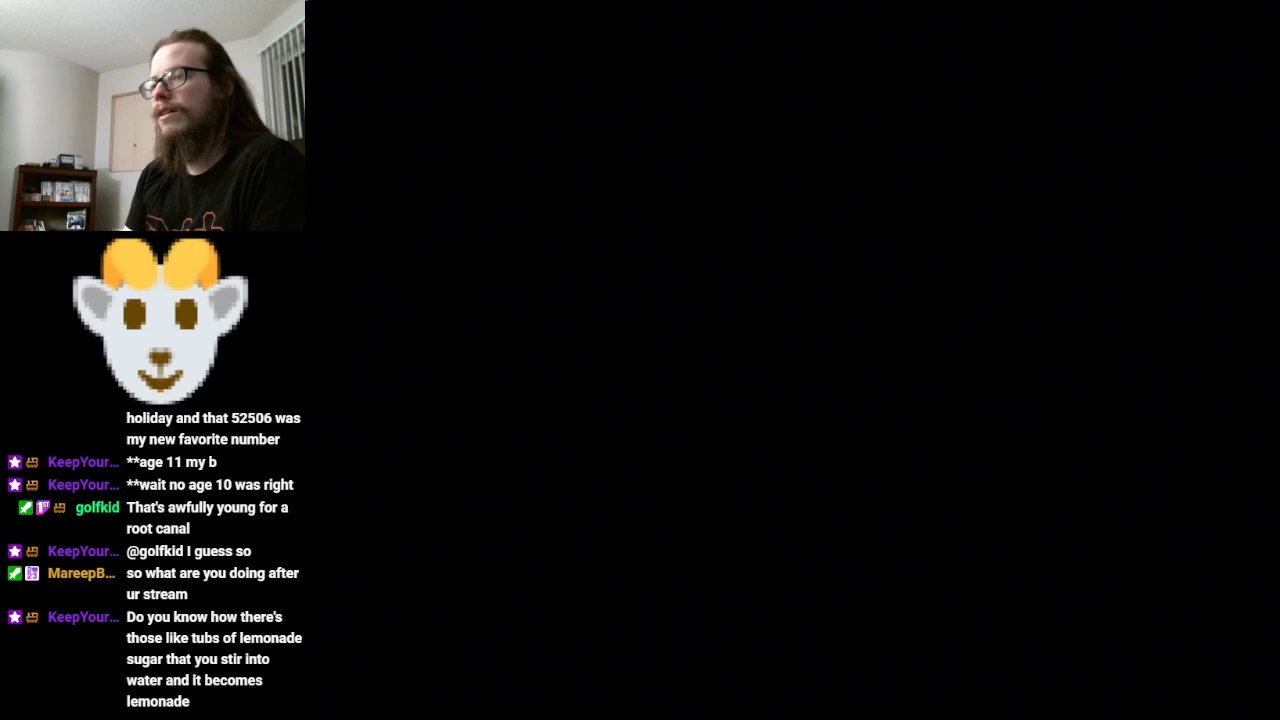 holiday and that 52506 was
my new favorite number
KeepYour... **age 11 my b
KeepYour... **wait no age 10 was right
golfkid That's awfully young for a
root canal
KeepYour... @golfkid I guess so
MareepB... so what are you doing after
ur stream
KeepYour... Do you know how there's
those like tubs of lemonade
sugar that you stir into
water and it becomes
lemonade